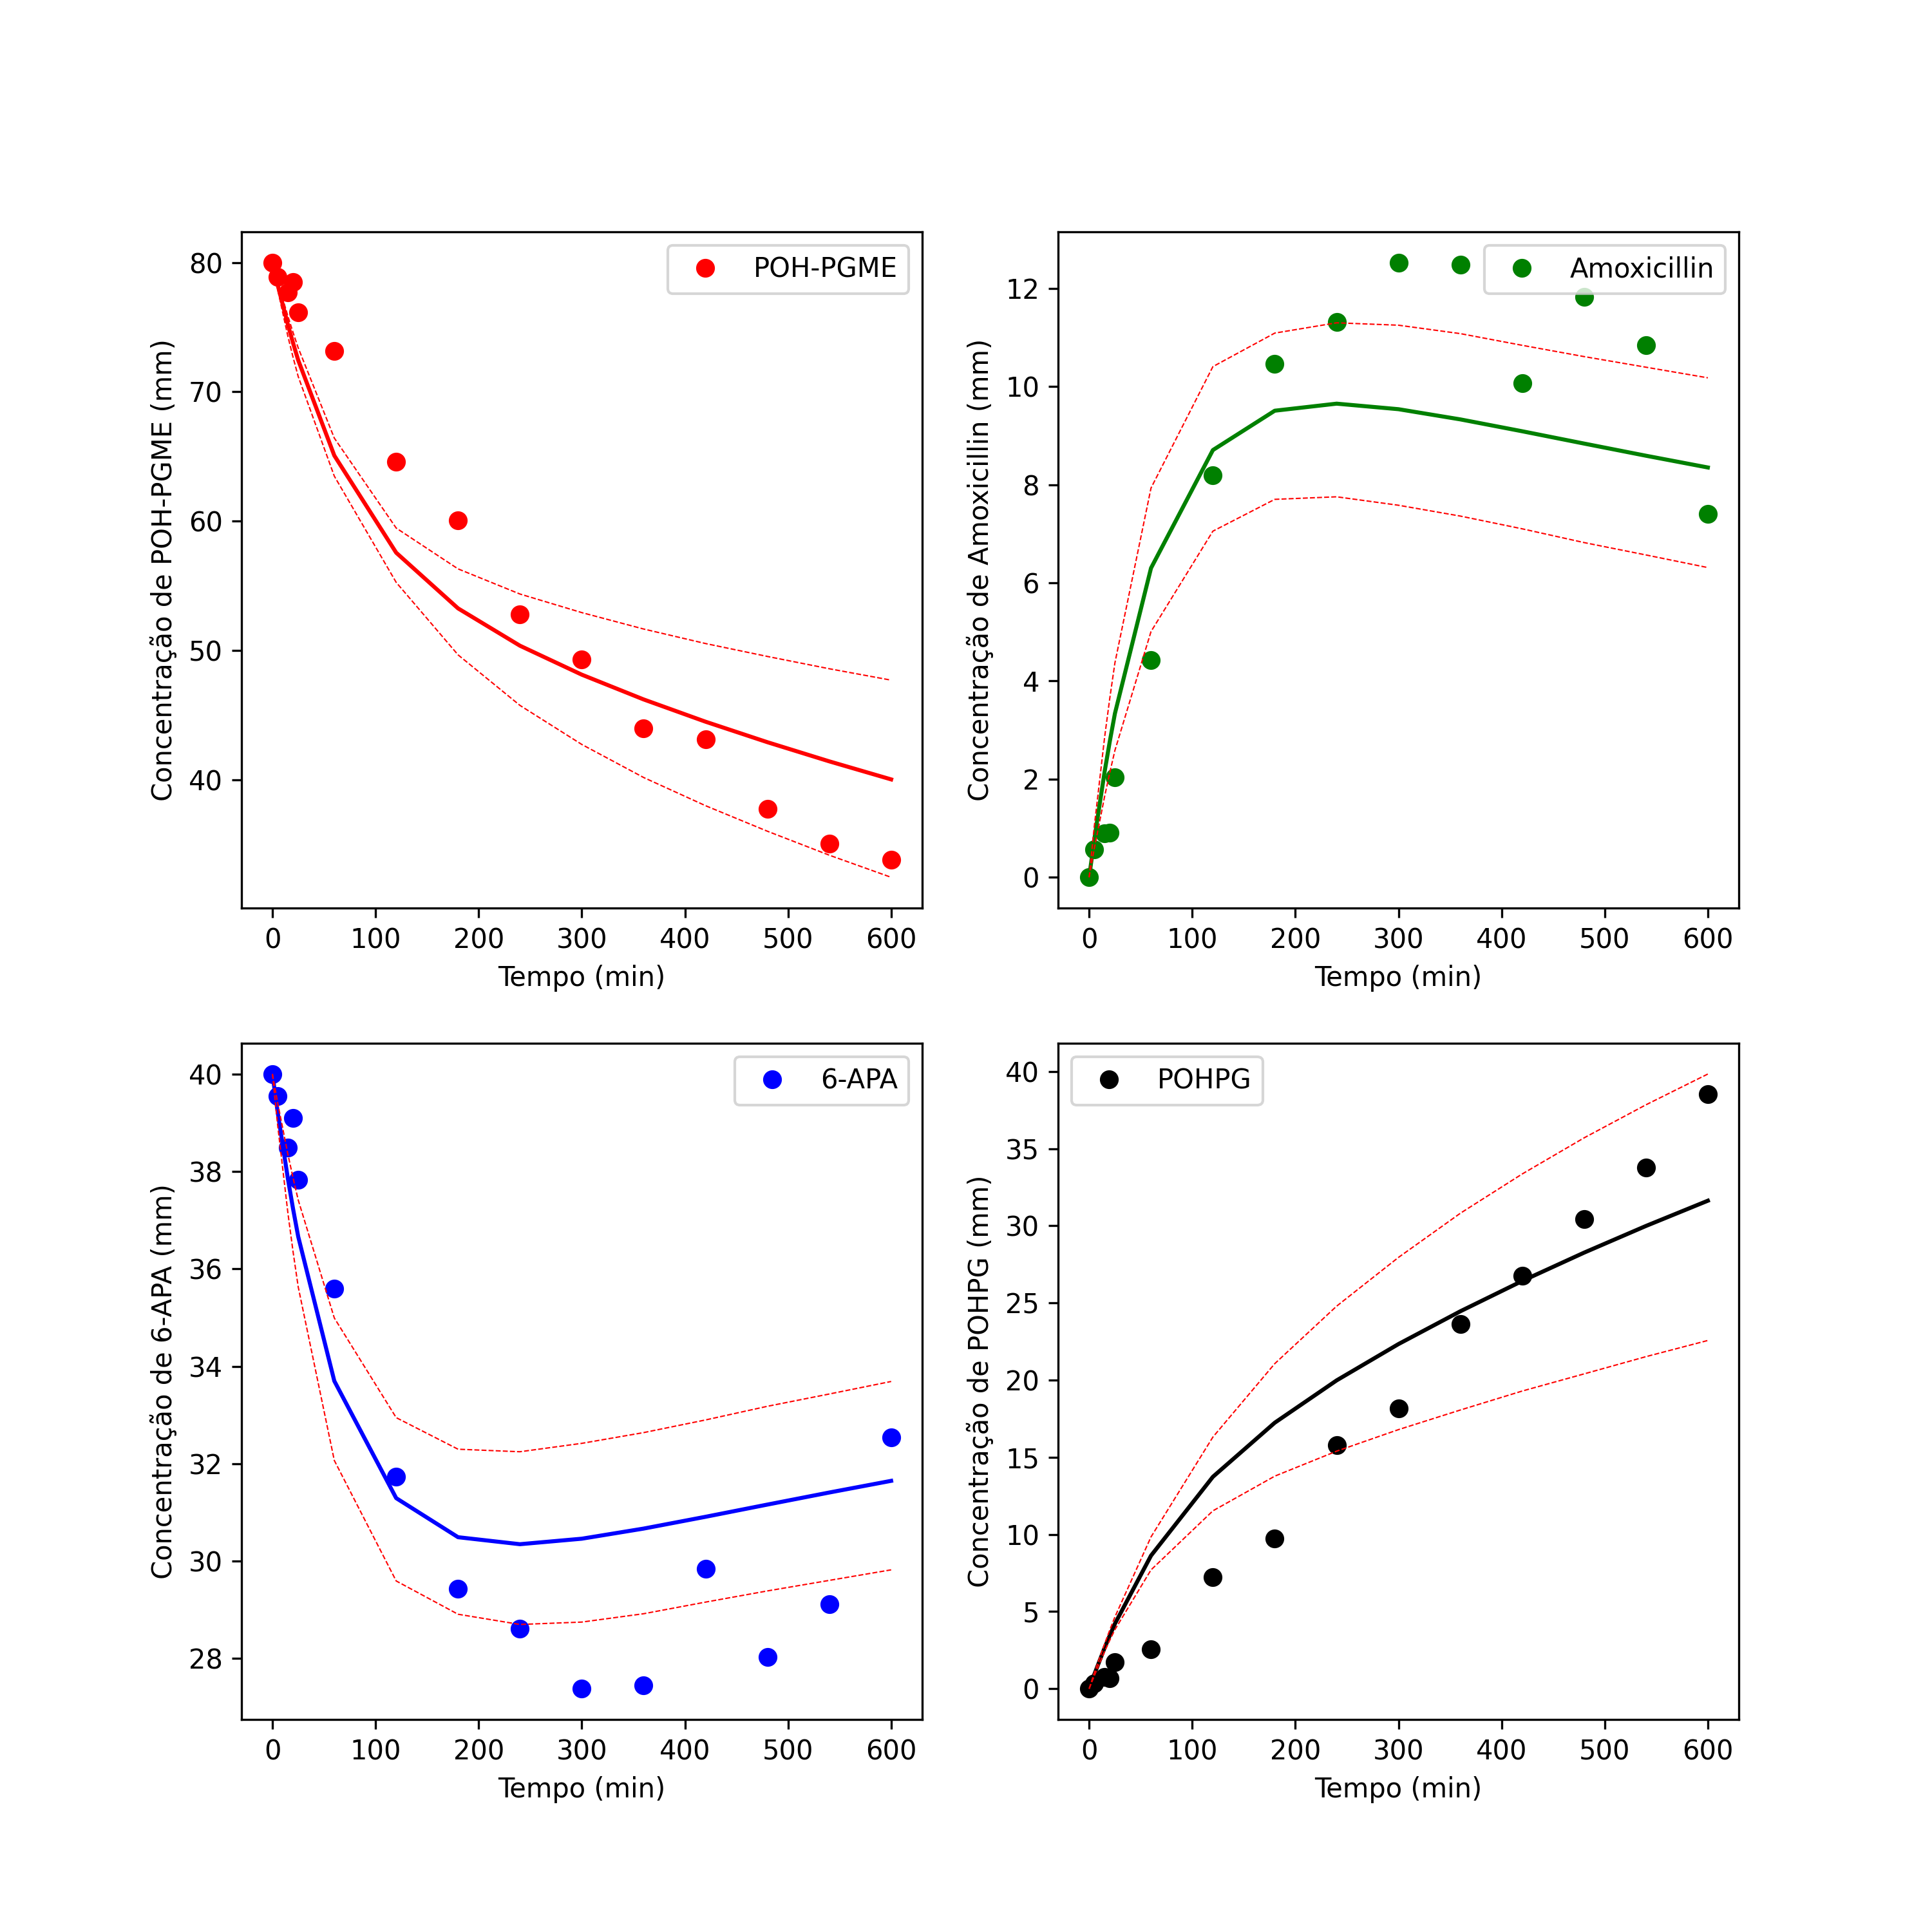 POH-PGME
Concentração de POH-PGME (mm)
80
70
60
50
40
0 100 200 300 400 500 600
Tempo (min)
Amoxicillin
Concentração de Amoxicillin (mm)
12
10
8
6
4
2
0
0 100 200 300 400 500 600
Tempo (min)
6-APA
Concentração de 6-APA (mm)
40
38
36
34
32
30
28
0 100 200 300 400 500 600
Tempo (min)
POHPG
Concentração de POHPG (mm)
40
35
30
25
20
15
10
5
0
0 100 200 300 400 500 600
Tempo (min)